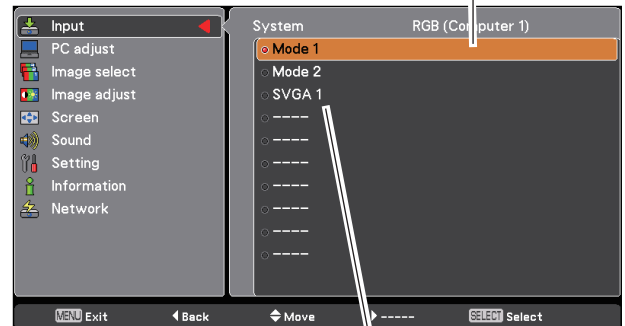 Input
PC adjust
Image select
Image adjust
Screen
Sound
Setting
Information
Network
System RGB (Computer 1)
Mode 1
Mode 2
SVGA 1
----
----
----
----
----
----
----
MENU Exit Back Move ----- SELECT Select